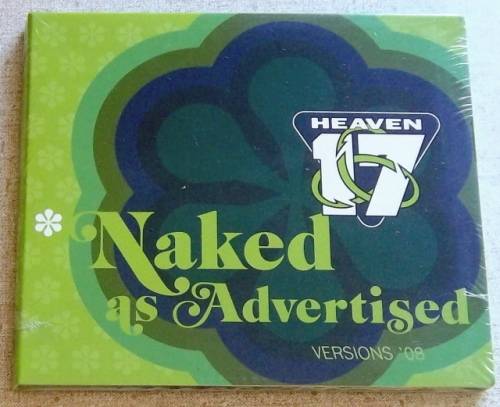 HEAVEN
17
Naked
as Advertised
VERSIONS '08